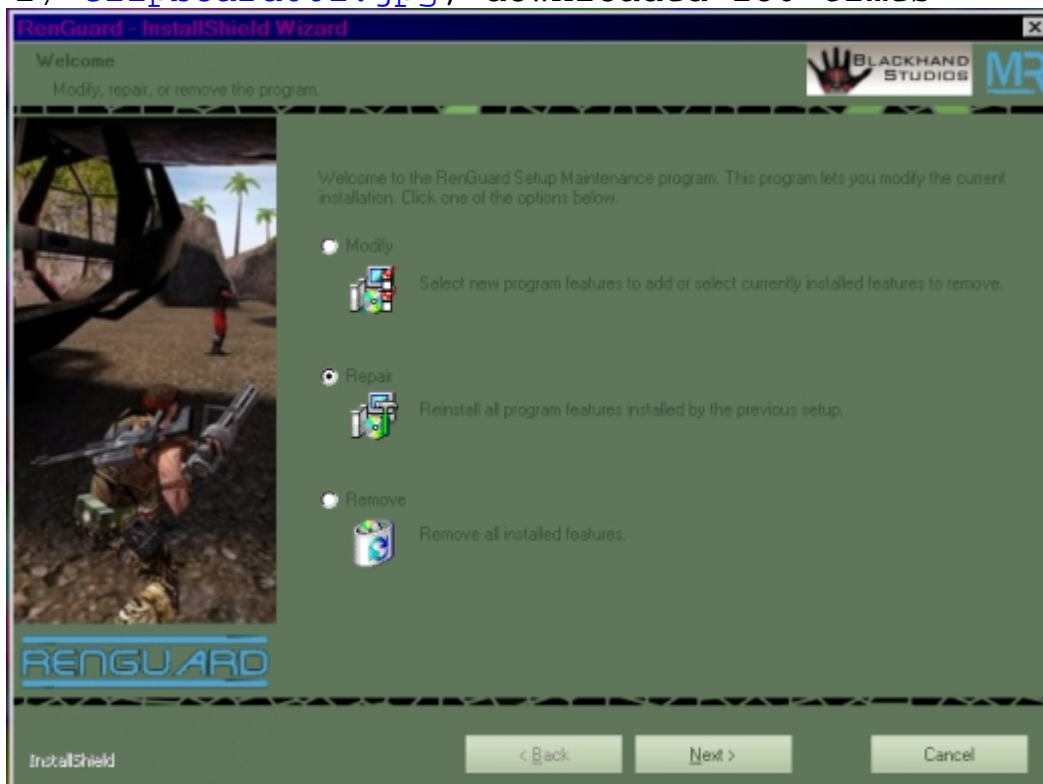 RenGuard - InstallShield Wizard
Welcome
Modify, repair, or remove the program.
BLACKHAND
STUDIOS
Welcome to the RenGuard Setup Maintenance program. This program lets you modify the current
installation. Click one of the options below.
Modify
Select new program features to add or select currently installed features to remove.
Repair
Reinstall all program features installed by the previous setup.
Remove
Remove all installed features.
RENGUARD
InstallShield
< Back
Next >
Cancel